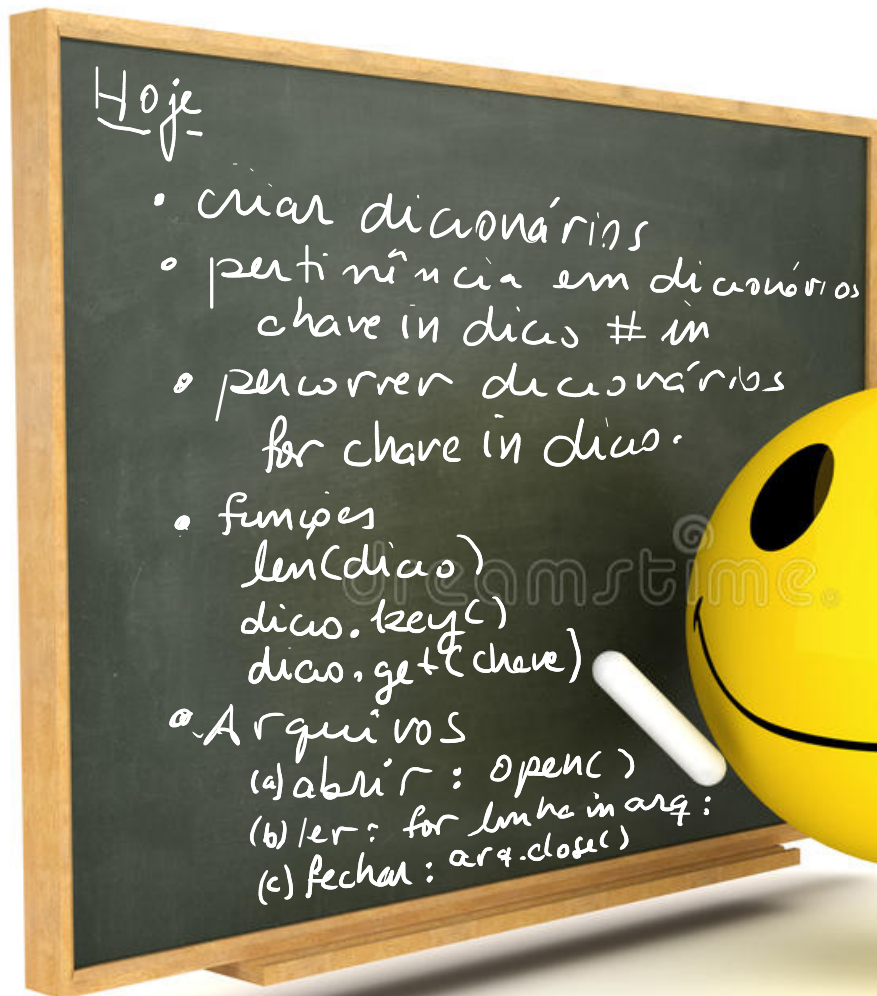 Hoje
• criar dicionários
• pertinência em dicionários
chave in dicio # in
• percorrer dicionários
for chave in dicio.
• funções
len(dicio)
dicio.key()
dicio.get(chave)
• Arquivos
(a) abrir : open()
(b) ler : for linha in arq :
(c) fechar : arq.close()
dreamstime.